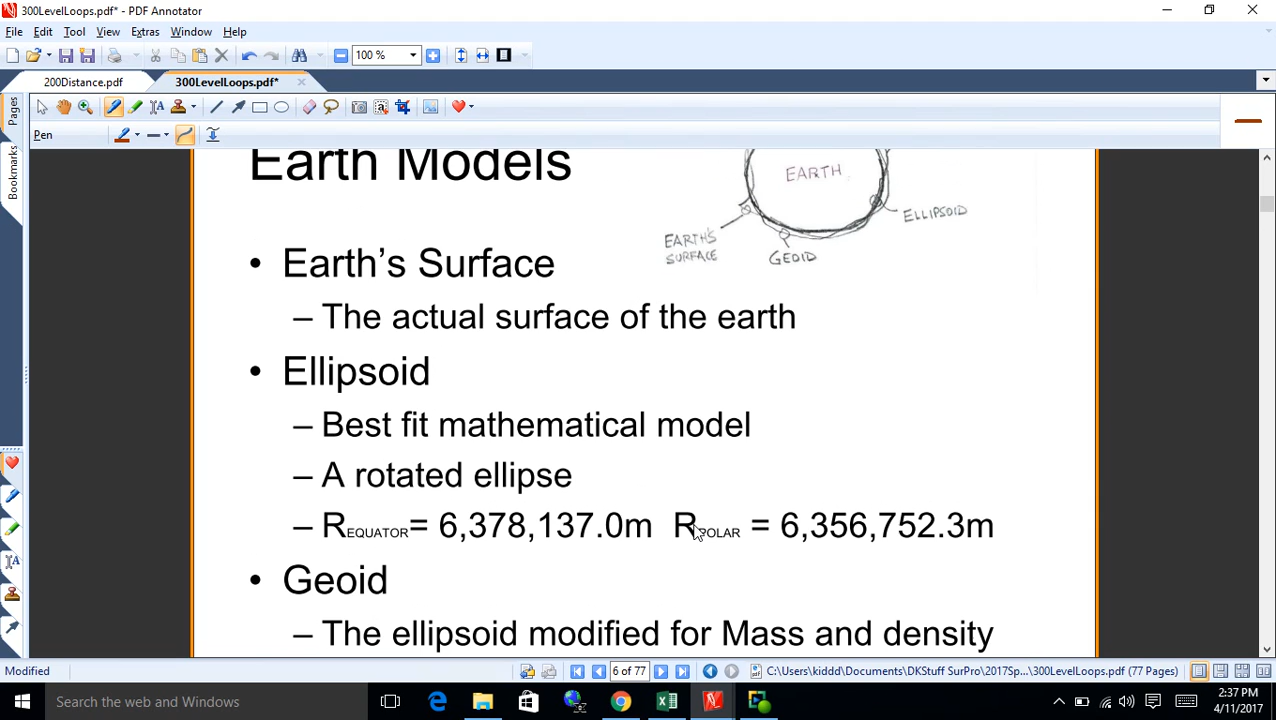 300LevelLoops.pdf* - PDF Annotator
File Edit Tool View Extras Window Help
100 %
200Distance.pdf 300LevelLoops.pdf*
Pen
Pages
Bookmarks
Earth Models
EARTH
ELLIPSOID
EARTH'S
SURFACE
GEOID
• Earth's Surface
– The actual surface of the earth
• Ellipsoid
– Best fit mathematical model
– A rotated ellipse
– REQUATOR= 6,378,137.0m RPOLAR = 6,356,752.3m
• Geoid
– The ellipsoid modified for Mass and density
Modified
6 of 77
C:\Users\kiddd\Documents\DKStuff SurPro\2017Sp...\300LevelLoops.pdf (77 Pages)
Search the web and Windows
2:37 PM
4/11/2017